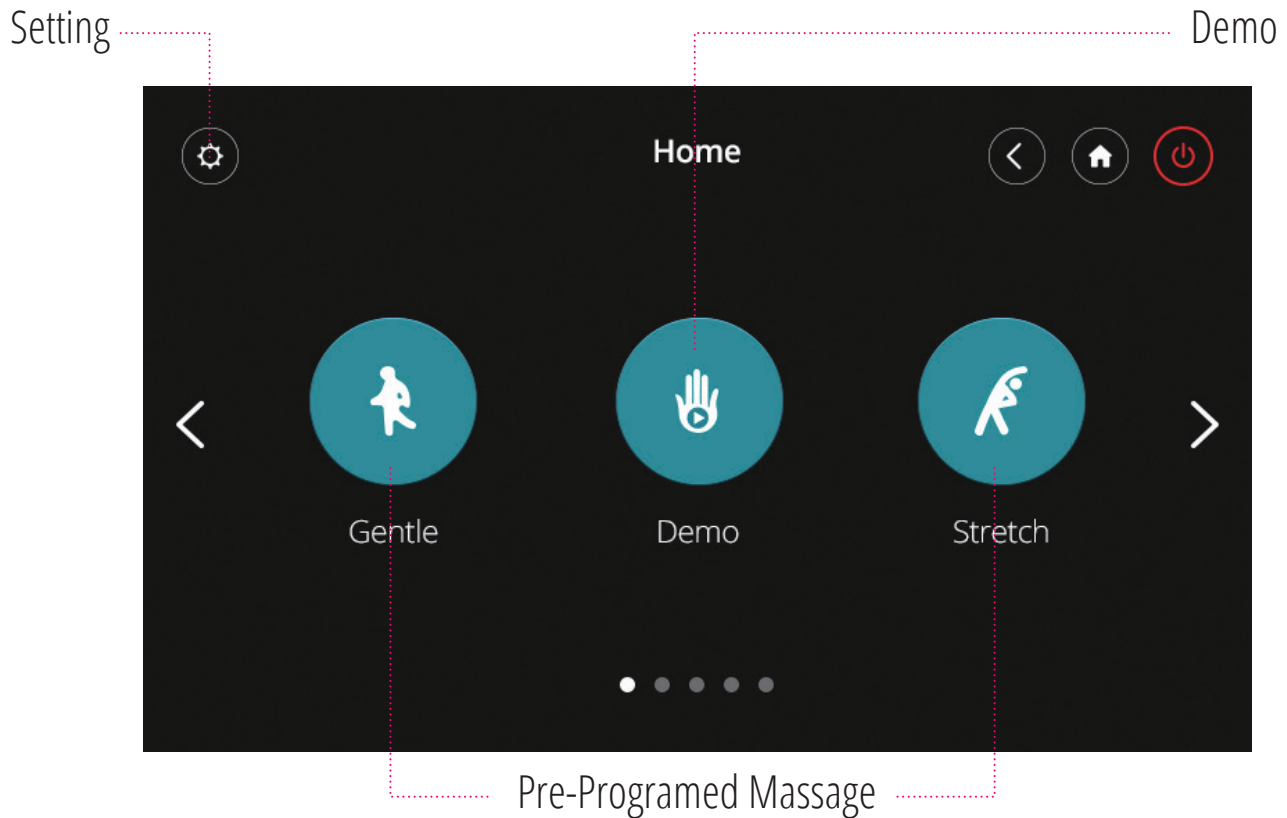 Setting
Demo
Home
Gentle
Demo
Stretch
Pre-Programed Massage